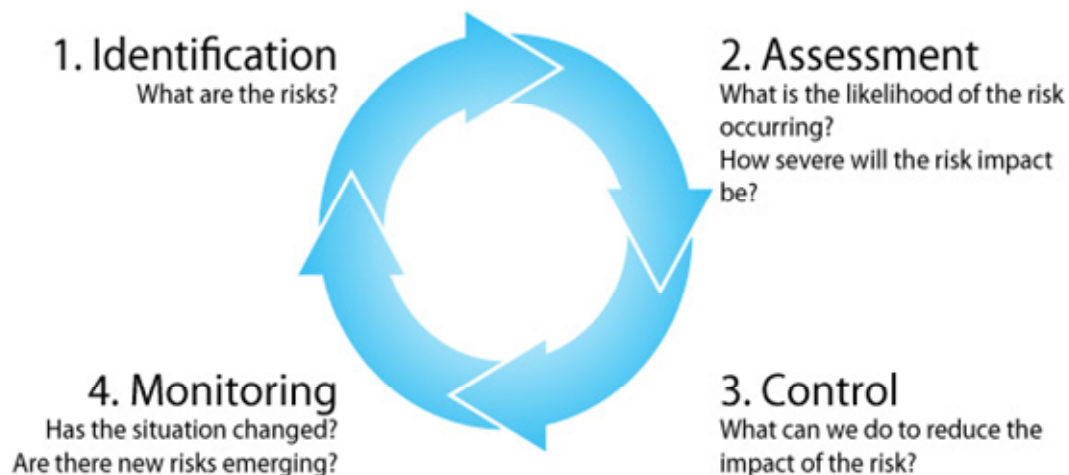 1. Identification
What are the risks?
2. Assessment
What is the likelihood of the risk
occurring?
How severe will the risk impact
be?
3. Control
What can we do to reduce the
impact of the risk?
4. Monitoring
Has the situation changed?
Are there new risks emerging?